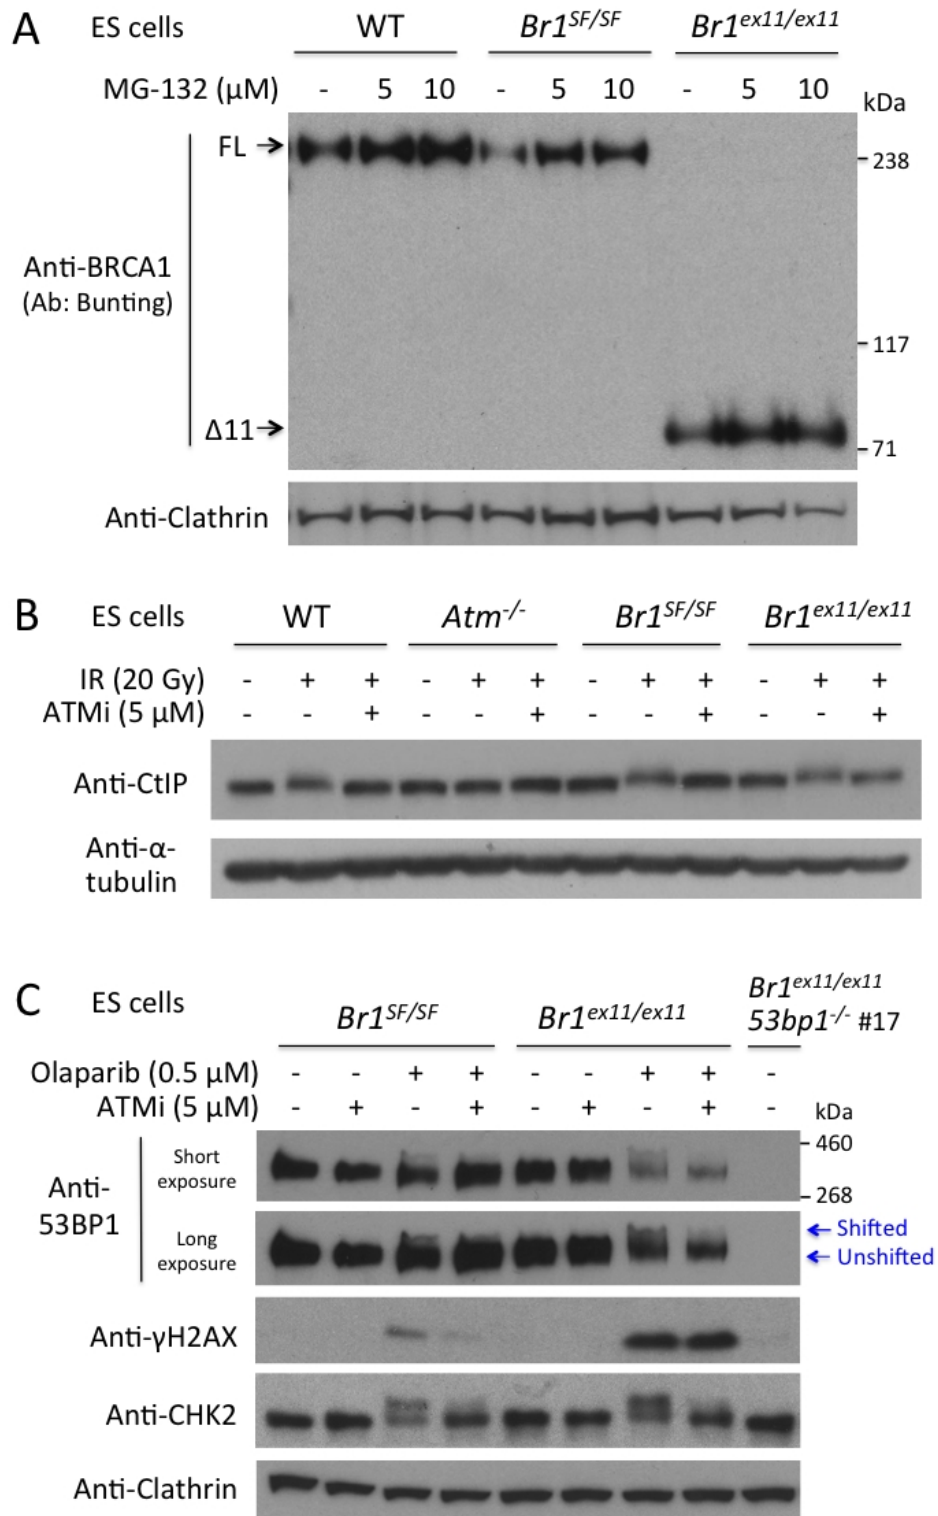 A ES cells WT Br1SF/SF Br1ex11/ex11
MG-132 (μM) - 5 10 - 5 10 - 5 10
kDa
FL → 238
Anti-BRCA1
(Ab: Bunting)
117
Δ11 →
71
Anti-Clathrin
B ES cells WT Atm-/- Br1SF/SF Br1ex11/ex11
IR (20 Gy) - + + - + + - + + - + +
ATMi (5 μM) - - + - - + - - + - - +
Anti-CtIP
Anti-α-
tubulin
C ES cells Br1SF/SF Br1ex11/ex11 Br1ex11/ex11
53bp1-/- #17
Olaparib (0.5 μM) - - + + - - + + -
ATMi (5 μM) - + - + - + - + -
kDa
460
Short
exposure
Anti-
53BP1
268
← Shifted
Long
exposure
← Unshifted
Anti-γH2AX
Anti-CHK2
Anti-Clathrin